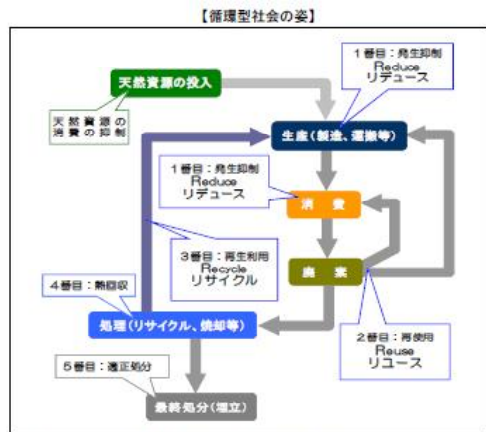 【循環型社会の姿】
1番目：発生抑制
Reduce
リデュース
天然資源の投入
天然資源の
消費の抑制
生産(製造、運搬等)
1番目：発生抑制
Reduce
リデュース
消　費
3番目：再生利用
Recycle
リサイクル
廃　棄
4番目：熱回収
処理(リサイクル、焼却等)
2番目：再使用
Reuse
リユース
5番目：適正処分
最終処分(埋立)